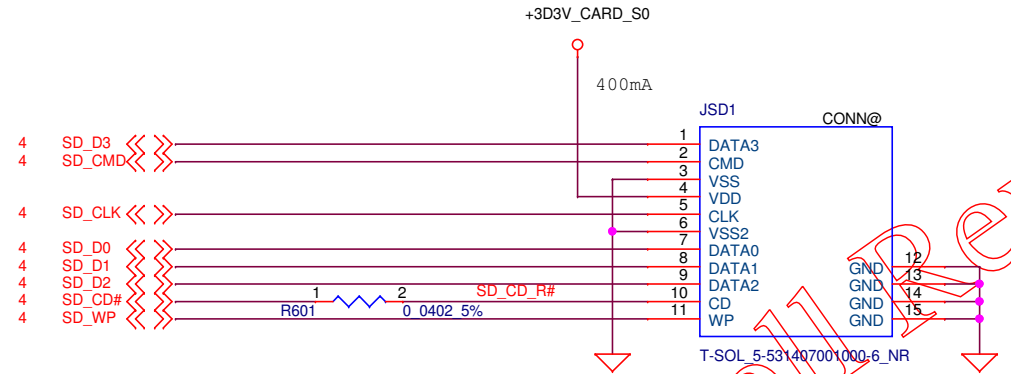 +3D3V_CARD_S0
400mA
JSD1
CONN@
4 SD_D3 1 DATA3
4 SD_CMD 2 CMD
3 VSS
4 VDD
4 SD_CLK 5 CLK
6 VSS2
4 SD_D0 7 DATA0
4 SD_D1 8 DATA1 GND 12
4 SD_D2 9 DATA2 GND 13
4 SD_CD# 1 2 SD_CD_R# 10 CD GND 14
R601 0_0402_5%
4 SD_WP 11 WP GND 15
T-SOL_5-531407001000-6_NR